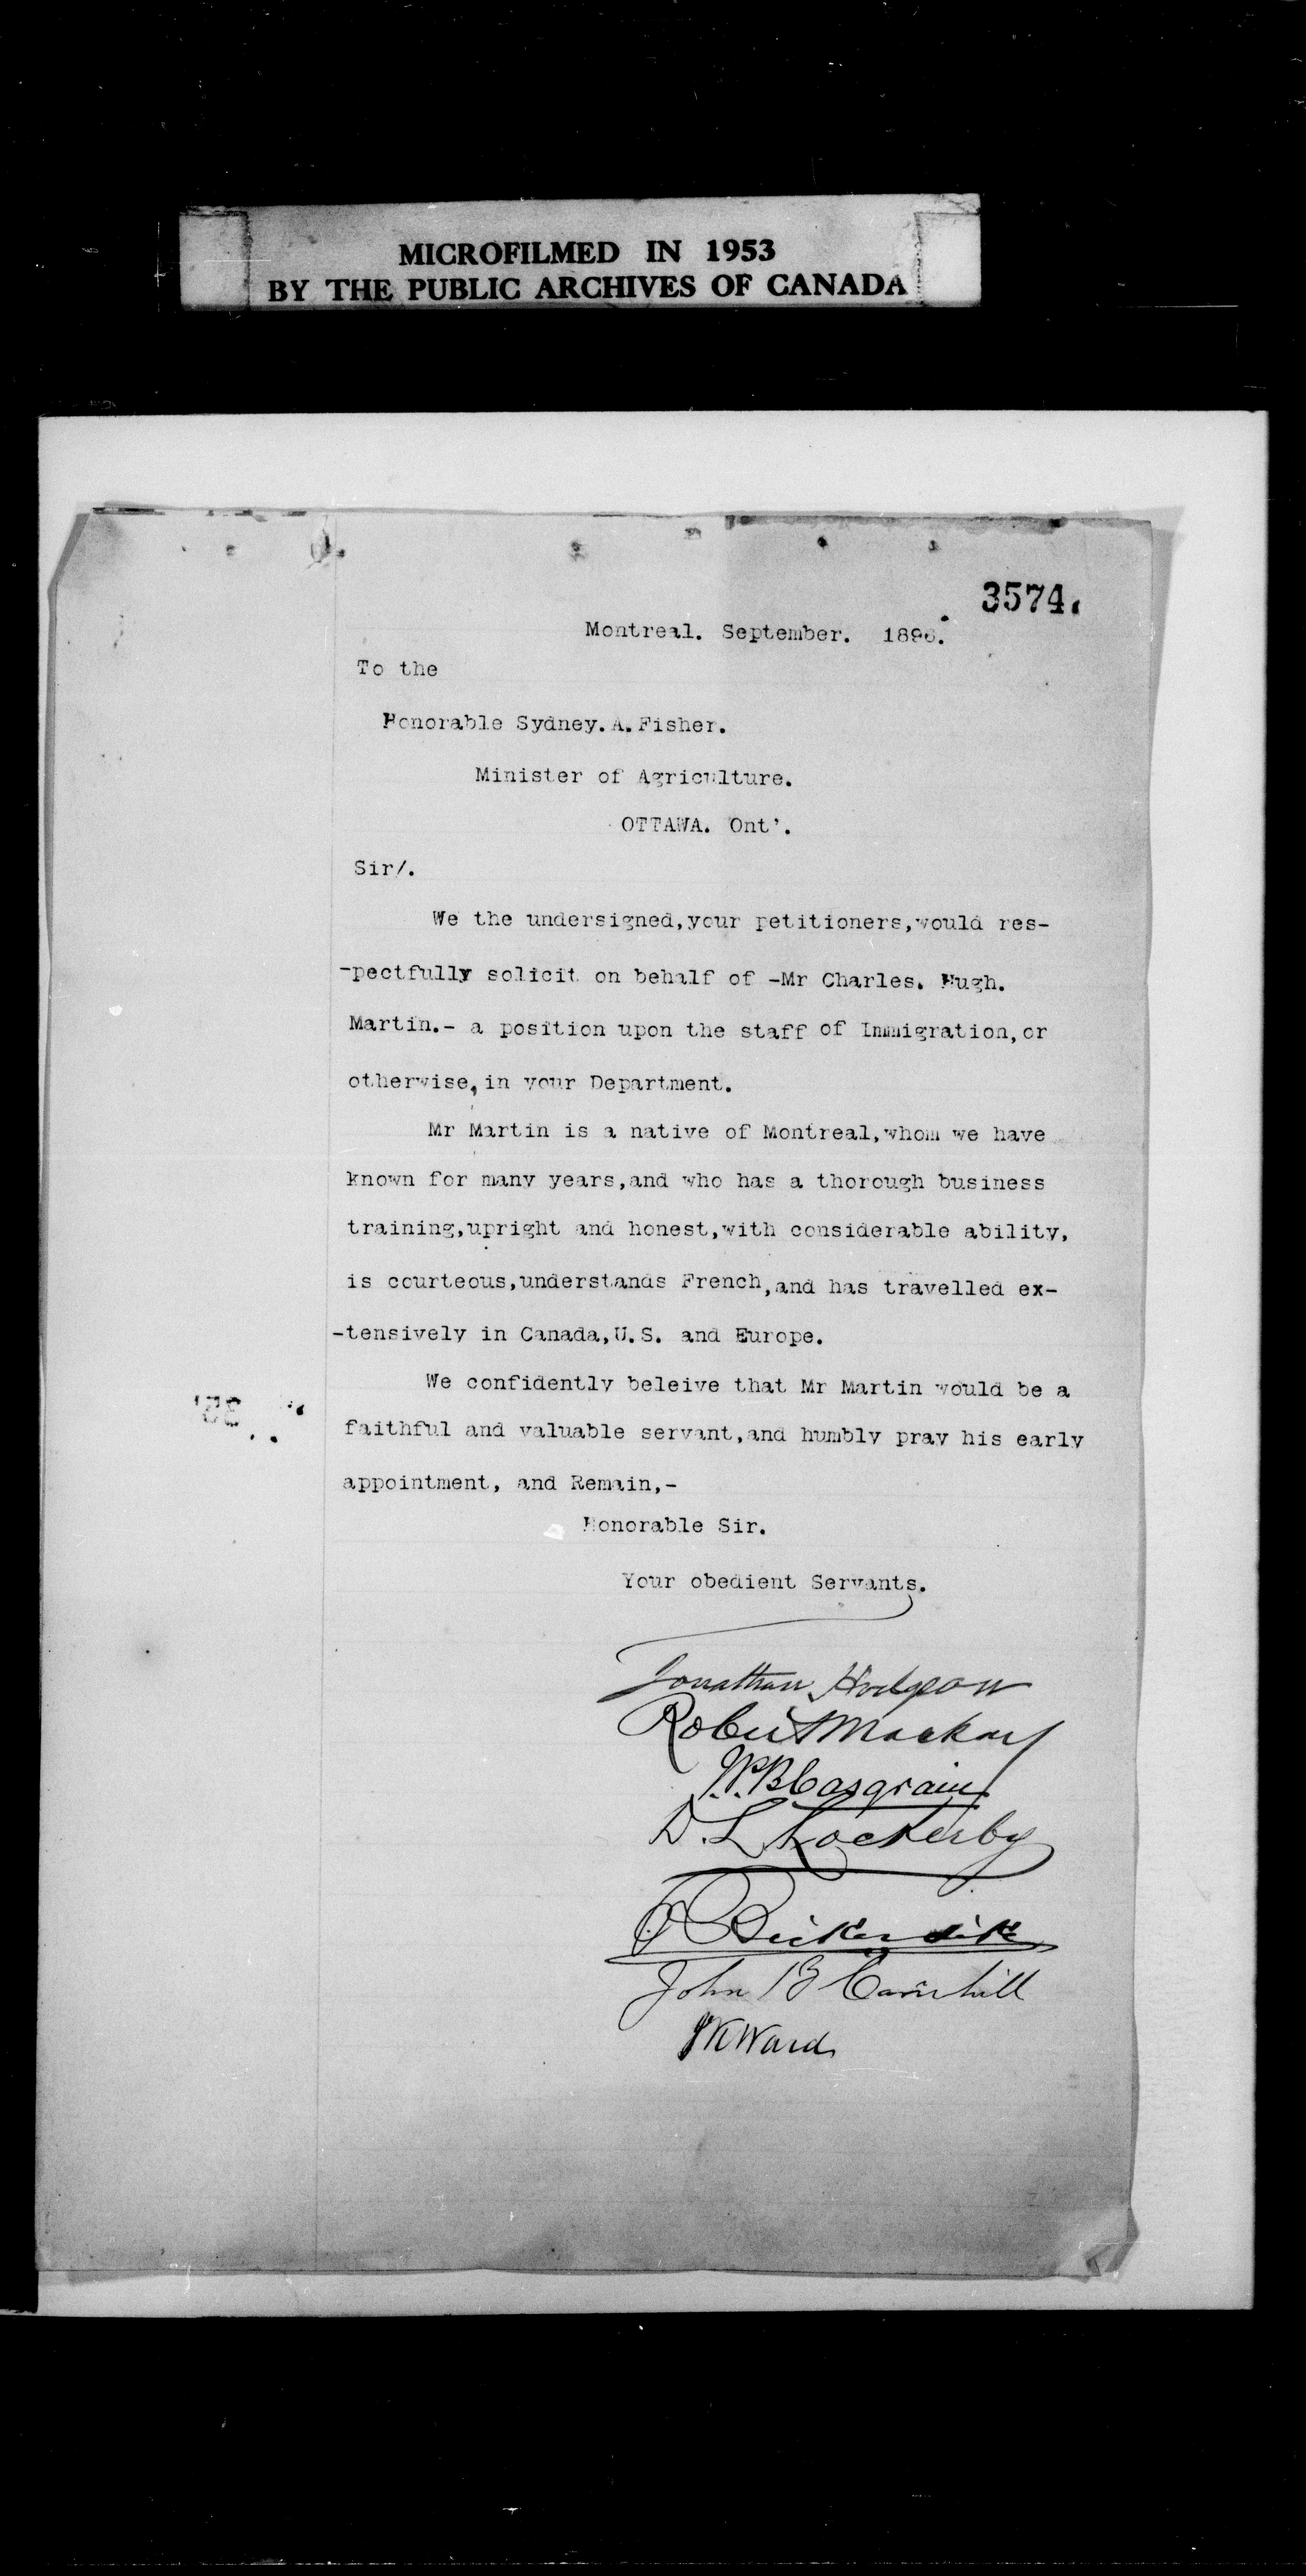 MICROFILMED IN 1953
BY THE PUBLIC ARCHIVES OF CANADA
3574.
Montreal. September. 1896.
To the
Honorable Sydney.A.Fisher.
Minister of Agriculture.
OTTAWA. Ont'.
Sir/.
We the undersigned,your petitioners,would res-
-pectfully solicit on behalf of -Mr Charles. Hugh.
Martin.- a position upon the staff of Immigration,or
otherwise,in your Department.
Mr Martin is a native of Montreal,whom we have
known for many years,and who has a thorough business
training,upright and honest,with considerable ability,
is courteous,understands French,and has travelled ex-
-tensively in Canada,U.S. and Europe.
We confidently beleive that Mr Martin would be a
faithful and valuable servant,and humbly pray his early
appointment, and Remain,-
Honorable Sir.
Your obedient Servants.
Jonathan Hodgson
Robert Mackay
J.P.B. Casgrain
D. L Lockerby
R Bickerdike
John B
JKWard